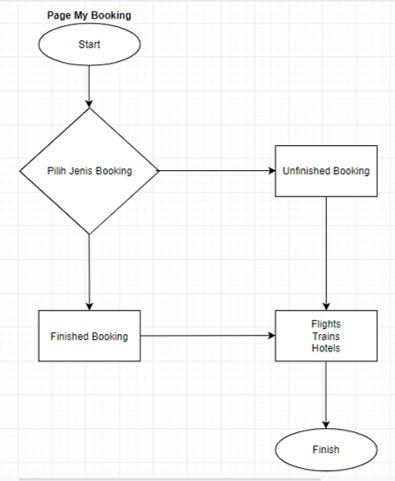 Page My Booking
Start
Pilih Jenis Booking
Unfinished Booking
Finished Booking
Flights
Trains
Hotels
Finish